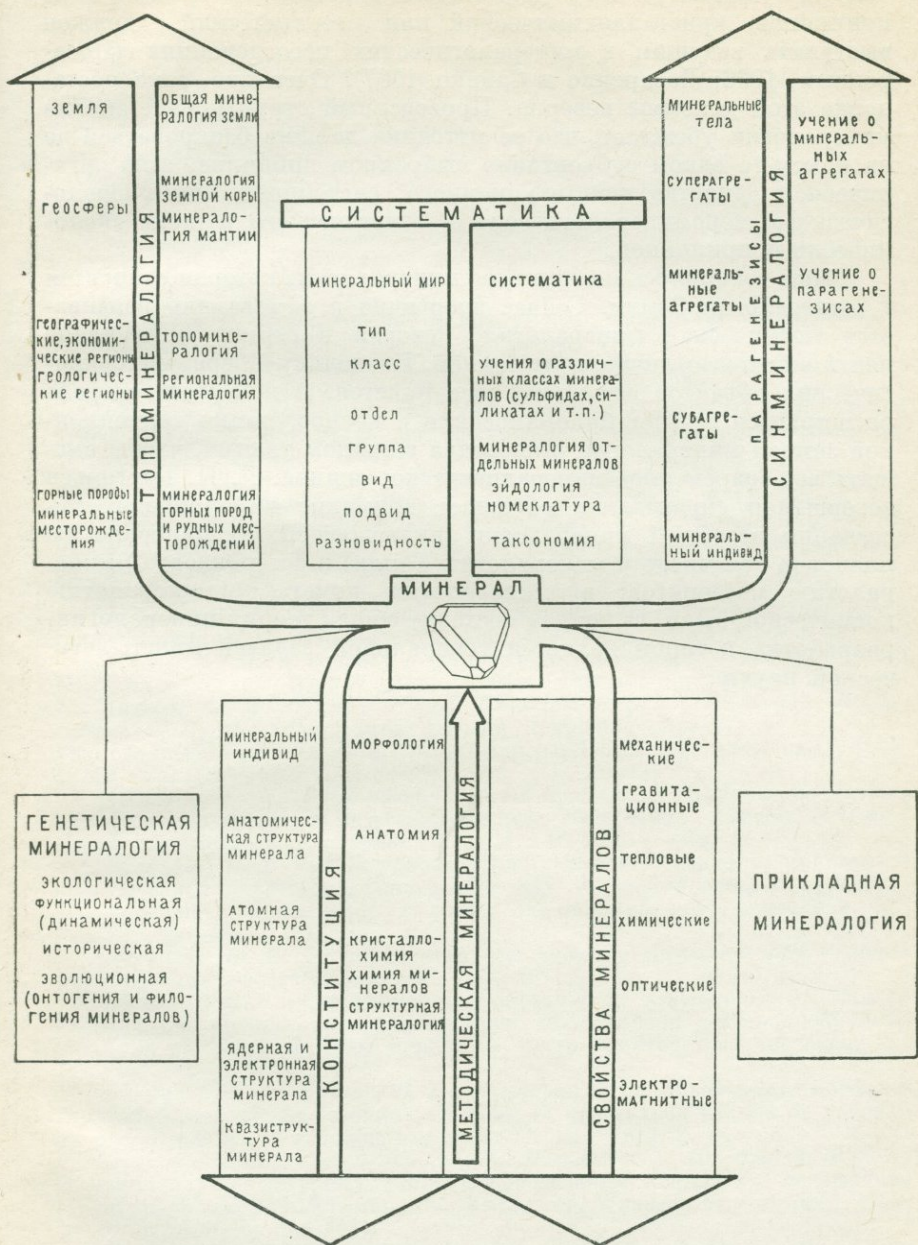 ЗЕМЛЯ
ГЕОСФЕРЫ
ГЕОГРАФИЧЕС-
КИЕ, ЭКОНОМИ-
ЧЕСКИЕ РЕГИОНЫ
ГЕОЛОГИЧЕС-
КИЕ РЕГИОНЫ
ГОРНЫЕ ПОРОДЫ
МИНЕРАЛЬНЫЕ
МЕСТОРОЖДЕ-
НИЯ
ТОПОМИНЕРАЛОГИЯ
ОБЩАЯ МИНЕ-
РАЛОГИЯ ЗЕМЛИ
МИНЕРАЛОГИЯ
ЗЕМНОЙ КОРЫ
МИНЕРАЛО-
ГИЯ МАНТИИ
ТОПОМИНЕ-
РАЛОГИЯ
РЕГИОНАЛЬНАЯ
МИНЕРАЛОГИЯ
МИНЕРАЛОГИЯ
ГОРНЫХ ПОРОД
И РУДНЫХ МЕС-
ТОРОЖДЕНИЙ
СИСТЕМАТИКА
МИНЕРАЛЬНЫЙ МИР
ТИП
КЛАСС
ОТДЕЛ
ГРУППА
ВИД
ПОДВИД
РАЗНОВИДНОСТЬ
СИСТЕМАТИКА
УЧЕНИЯ О РАЗЛИЧ-
НЫХ КЛАССАХ МИНЕРА-
ЛОВ (СУЛЬФИДАХ, СИ-
ЛИКАТАХ И Т.П.)
МИНЕРАЛОГИЯ ОТ-
ДЕЛЬНЫХ МИНЕРАЛОВ
ЭЙДОЛОГИЯ
НОМЕКЛАТУРА
ТАКСОНОМИЯ
МИНЕРАЛЬНЫЕ
ТЕЛА
СУПЕРАГРЕ-
ГАТЫ
МИНЕРАЛЬ-
НЫЕ
АГРЕГАТЫ
СУБАГРЕ-
ГАТЫ
МИНЕРАЛЬ-
НЫЙ ИНДИВИД
ПАРАГЕНЕЗИСЫ
СИНМИНЕРАЛОГИЯ
УЧЕНИЕ О
МИНЕРАЛЬ-
НЫХ
АГРЕГАТАХ
УЧЕНИЕ О
ПАРАГЕНЕ-
ЗИСАХ
МИНЕРАЛ
ГЕНЕТИЧЕСКАЯ
МИНЕРАЛОГИЯ
ЭКОЛОГИЧЕСКАЯ
ФУНКЦИОНАЛЬНАЯ
(ДИНАМИЧЕСКАЯ)
ИСТОРИЧЕСКАЯ
ЭВОЛЮЦИОННАЯ
(ОНТОГЕНИЯ И ФИЛО-
ГЕНИЯ МИНЕРАЛОВ)
МИНЕРАЛЬНЫЙ
ИНДИВИД
АНАТОМИЧЕС-
КАЯ СТРУКТУРА
МИНЕРАЛА
АТОМНАЯ
СТРУКТУРА
МИНЕРАЛА
ЯДЕРНАЯ И
ЭЛЕКТРОННАЯ
СТРУКТУРА
МИНЕРАЛА
КВАЗИСТРУК-
ТУРА
МИНЕРАЛА
КОНСТИТУЦИЯ
МОРФОЛОГИЯ
АНАТОМИЯ
КРИСТАЛЛО-
ХИМИЯ
ХИМИЯ МИ-
НЕРАЛОВ
СТРУКТУРНАЯ
МИНЕРАЛОГИЯ
МЕТОДИЧЕСКАЯ МИНЕРАЛОГИЯ
СВОЙСТВА МИНЕРАЛОВ
МЕХАНИЧЕС-
КИЕ
ГРАВИТА-
ЦИОННЫЕ
ТЕПЛОВЫЕ
ХИМИЧЕСКИЕ
ОПТИЧЕСКИЕ
ЭЛЕКТРО-
МАГНИТНЫЕ
ПРИКЛАДНАЯ
МИНЕРАЛОГИЯ